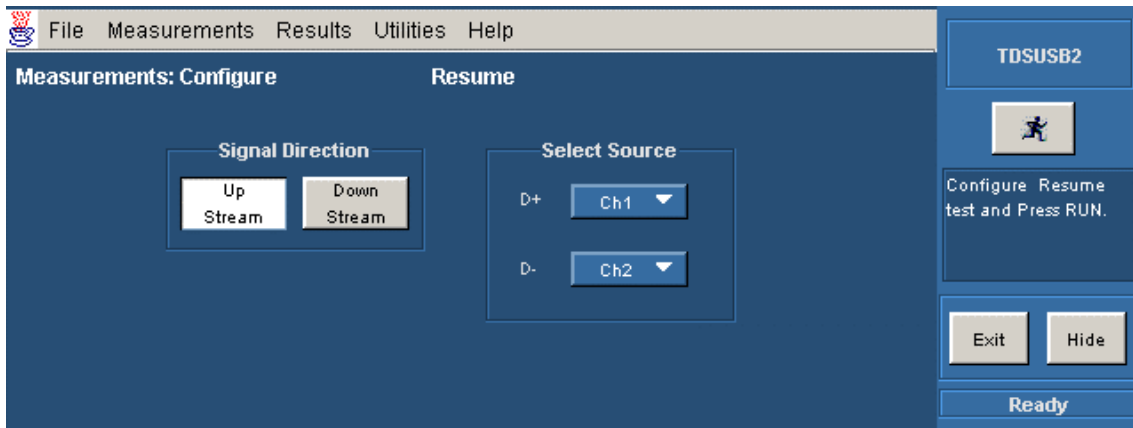 File Measurements Results Utilities Help
Measurements: Configure Resume
Signal Direction
Up
Stream
Down
Stream
Select Source
D+ Ch1
D- Ch2
TDSUSB2
Configure Resume
test and Press RUN.
Exit Hide
Ready